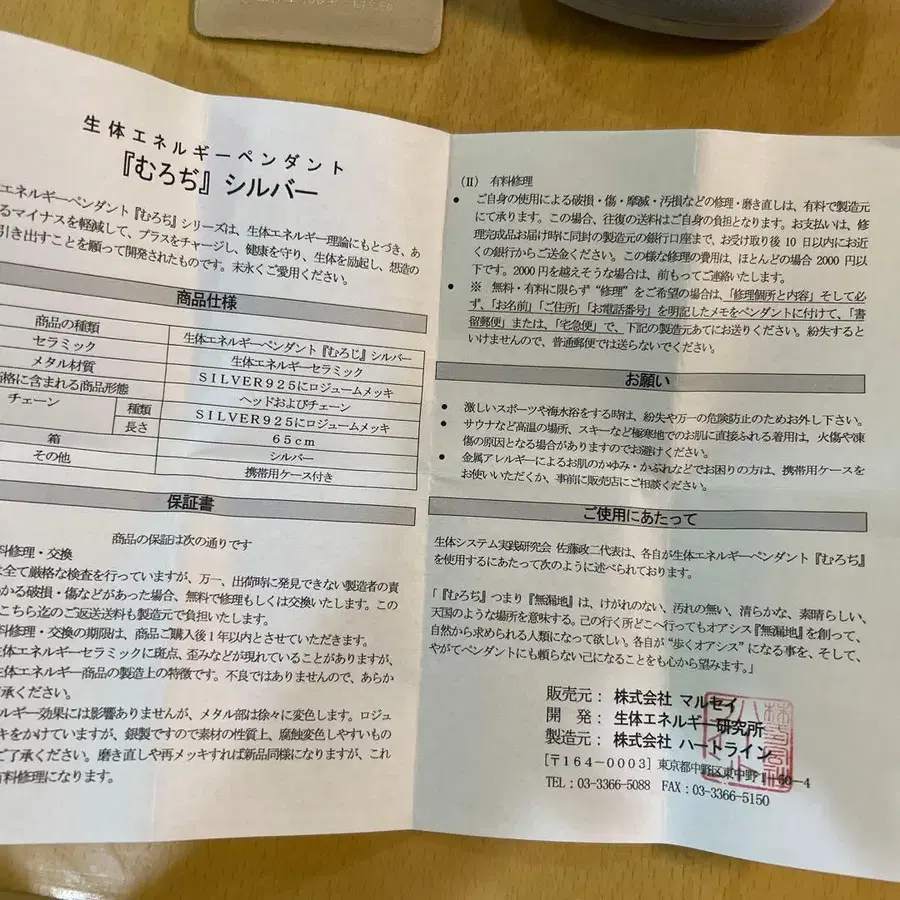 生体エネルギーペンダント
『むろぢ』シルバー
エネルギーペンダント『むろぢ』シリーズは、生体エネルギー理論にもとづき、あ
るマイナスを軽減して、プラスをチャージし、健康を守り、生体を励起し、想造の
引き出すことを願って開発されたものです。末永くご愛用ください。
商品仕様
商品の種類 生体エネルギーペンダント『むろじ』シルバー
セラミック 生体エネルギーセラミック
メタル材質 SILVER925にロジュームメッキ
価格に含まれる商品形態 ヘッドおよびチェーン
チェーン 種類 SILVER925にロジュームメッキ
長さ 65cm
箱 シルバー
その他 携帯用ケース付き
保証書
商品の保証は次の通りです
料修理・交換
は全て厳格な検査を行っていますが、万一、出荷時に発見できない製造者の責
かる破損・傷などがあった場合、無料で修理もしくは交換いたします。この
こちら迄のご返送送料も製造元で負担いたします。
料修理・交換の期限は、商品ご購入後1年以内とさせていただきます。
生体エネルギーセラミックに斑点、歪みなどが現れていることがありますが、
生体エネルギー商品の製造上の特徴です。不良ではありませんので、あらか
了承ください。
ルギー効果には影響ありませんが、メタル部は徐々に変色します。ロジュ
キをかけていますが、銀製ですので素材の性質上、腐蝕変色しやすいもの
ご了承ください。磨き直しや再メッキすれば新品同様になりますが、これ
有料修理になります。
(II) 有料修理
● ご自身の使用による破損・傷・摩滅・汚損などの修理・磨き直しは、有料で製造元
にて承ります。この場合、往復の送料はご自身の負担となります。お支払いは、修
理完成品お届け時に同封の製造元の銀行口座まで、お受け取り後10日以内にお近
くの銀行からご送金ください。この様な修理の費用は、ほとんどの場合2000円以
下です。2000円を越えそうな場合は、前もってご連絡いたします。
● ※ 無料・有料に限らず“修理”をご希望の場合は、「修理個所と内容」そして必
ず、「お名前」「ご住所」「お電話番号」を明記したメモをペンダントに付けて、「書
留郵便」または、「宅急便」で、下記の製造元あてにお送りください。紛失すると
いけませんので、普通郵便では送らないでください。
お願い
● 激しいスポーツや海水浴をする時は、紛失や万一の危険防止のためお外し下さい。
● サウナなど高温の場所、スキーなど極寒地でのお肌に直接ふれる着用は、火傷や凍
傷の原因となる場合がありますのでお避けください。
● 金属アレルギーによるお肌のかゆみ・かぶれなどでお困りの方は、携帯用ケースを
お使いいただくか、事前に販売店にご相談ください。
ご使用にあたって
生体システム実践研究会 佐藤政二代表は、各自が生体エネルギーペンダント『むろぢ』
を使用するにあたって次のように述べられております。
「『むろぢ』つまり『無漏地』は、けがれのない、汚れの無い、清らかな、素晴らしい、
天国のような場所を意味する。己の行く所どこへ行ってもオアシス『無漏地』を創って、
自然から求められる人類になって欲しい。各自が“歩くオアシス”になる事を、そして、
やがてペンダントにも頼らない己になることをも心から望みます。」
販売元： 株式会社 マルセイ
開 発： 生体エネルギー研究所
製造元： 株式会社 ハートライン
[〒164-0003] 東京都中野区東中野1-60-4
TEL：03-3366-5088 FAX：03-3366-5150